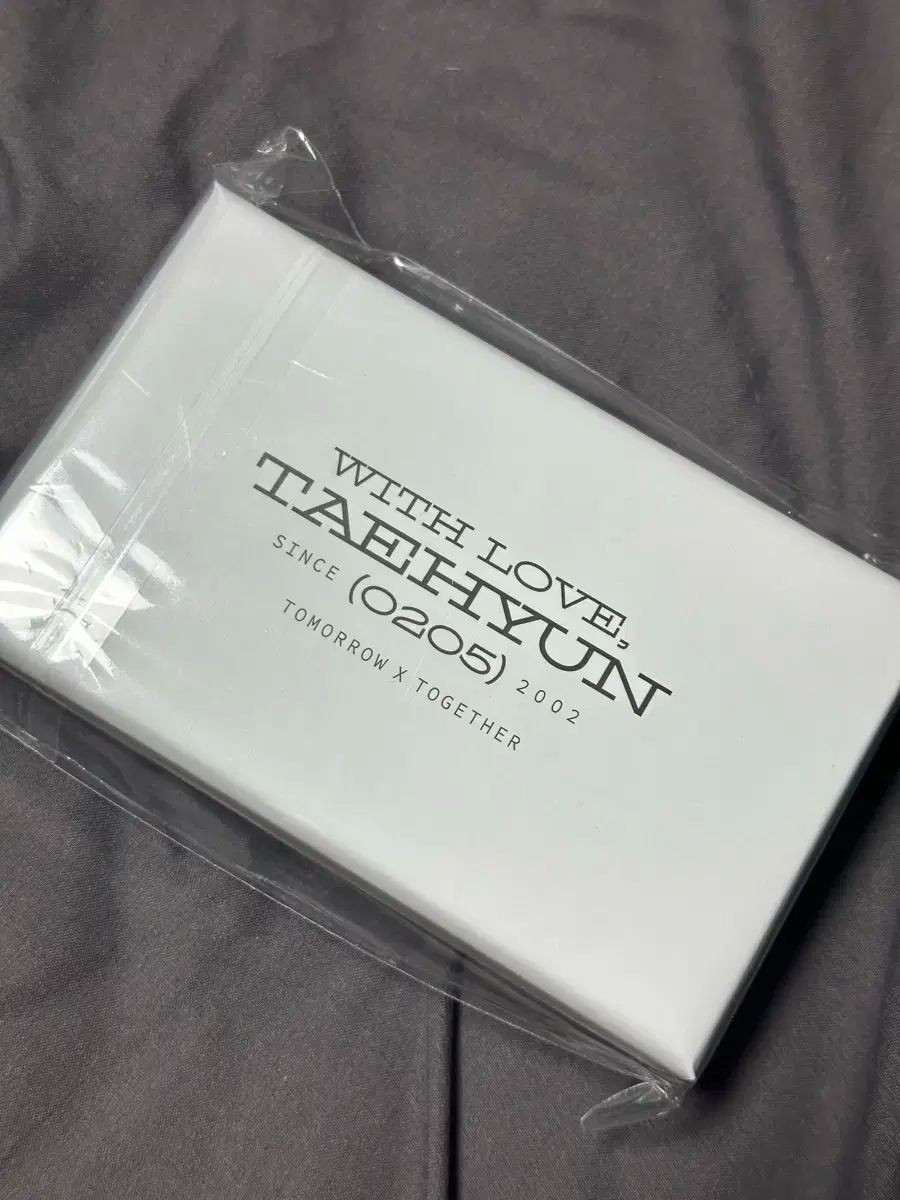 WITH LOVE,
TAEHYUN
SINCE (0205) 2002
TOMORROW X TOGETHER